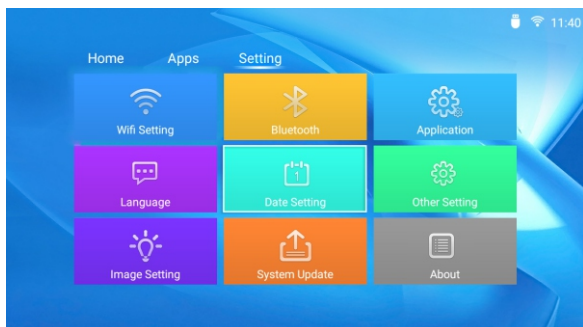 11:40
Home Apps Setting
Wifi Setting Bluetooth Application
Language 1 Date Setting Other Setting
Image Setting System Update About